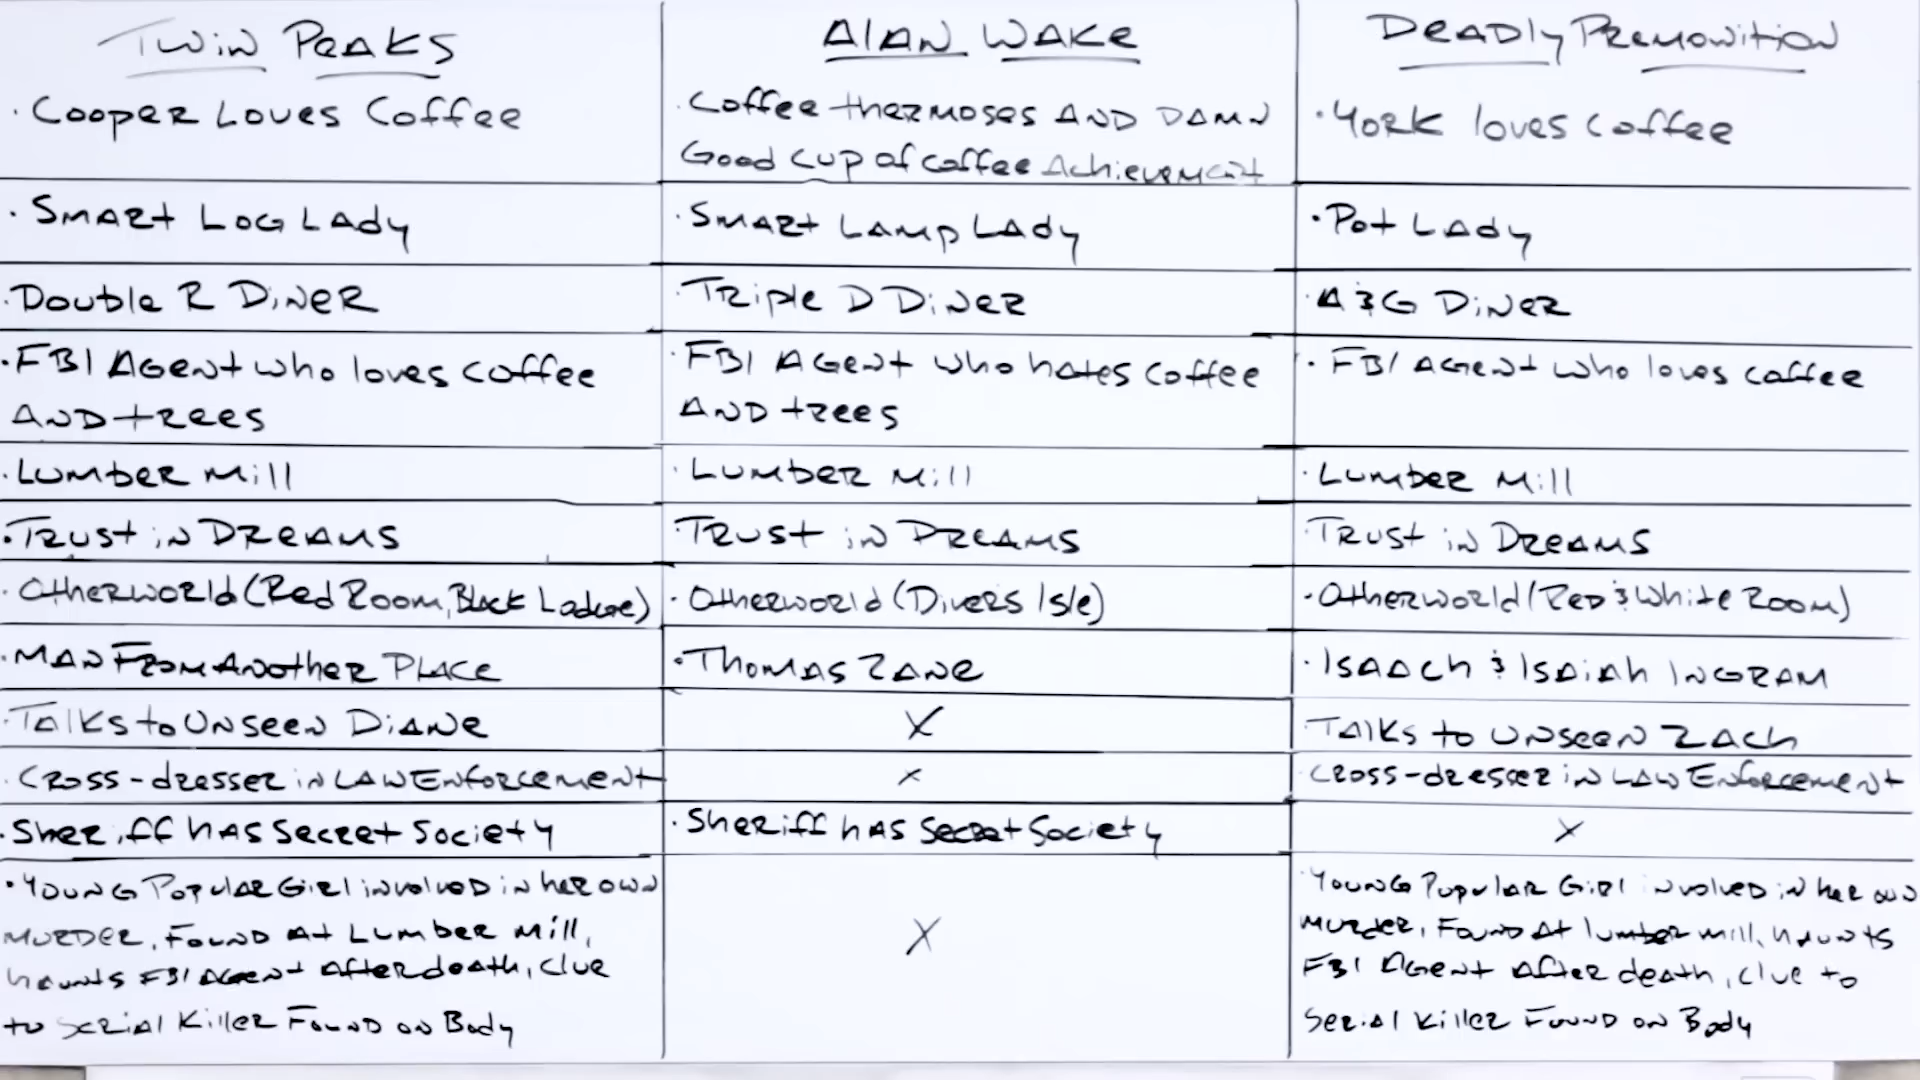 Twin Peaks
Alan Wake
Deadly Premonition
· Cooper Loves Coffee
· Coffee thermoses and Damn
Good cup of coffee Achievement
· York loves coffee
· Smart Log Lady
· Smart Lamp Lady
· Pot Lady
· Double R Diner
· Triple D Diner
· A & G Diner
· FBI Agent who loves coffee
and trees
· FBI Agent who hates coffee
and trees
· FBI Agent who loves coffee
· Lumber Mill
· Lumber Mill
· Lumber Mill
· Trust in Dreams
· Trust in Dreams
· Trust in Dreams
· Otherworld (Red Room, Black Lodge)
· Otherworld (Divers Isle)
· Otherworld (Red & White Room)
· Man From Another Place
· Thomas Zane
· Isaach & Isaiah Ingram
· Talks to Unseen Diane
X
· Talks to Unseen Zach
· Cross-dresser in Law Enforcement
X
· Cross-dresser in Law Enforcement
· Sheriff has Secret Society
· Sheriff has Secret Society
X
· Young Popular Girl involved in her own
murder, Found at Lumber Mill,
haunts FBI Agent after death, Clue
to Serial Killer Found on Body
X
· Young Popular Girl involved in her own
murder, Found at lumber mill, haunts
FBI Agent after death, clue to
Serial Killer Found on Body